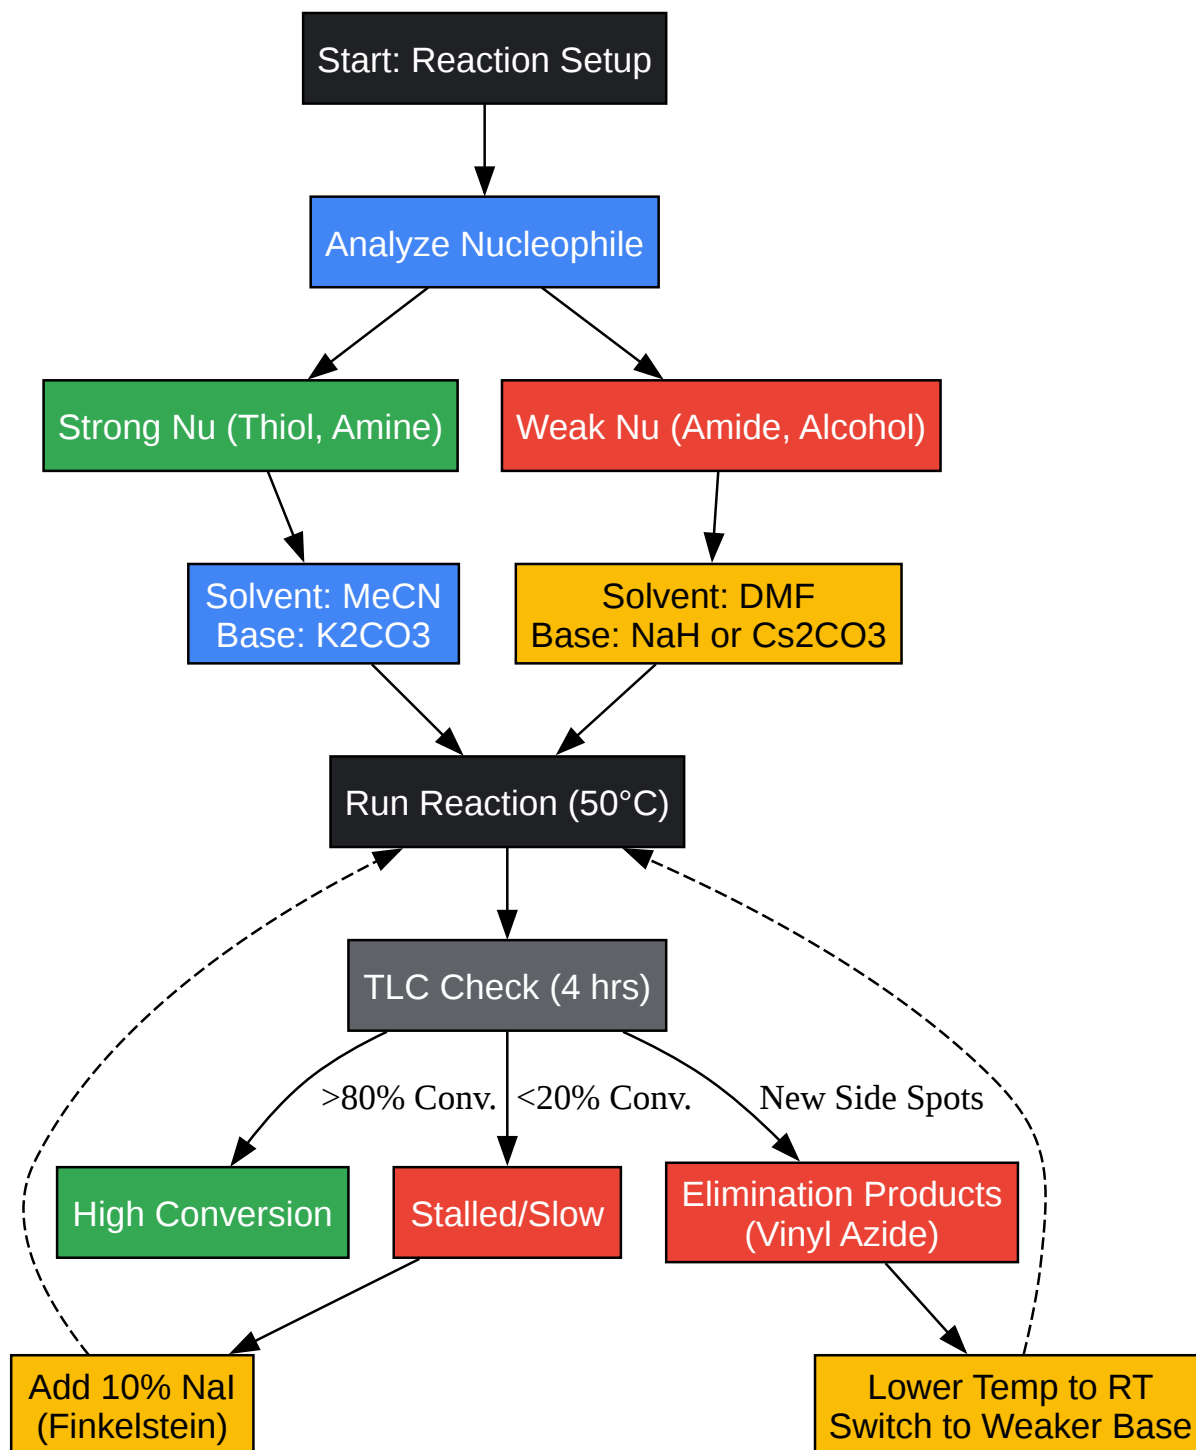 Start: Reaction Setup
Analyze Nucleophile
Strong Nu (Thiol, Amine)
Weak Nu (Amide, Alcohol)
Solvent: MeCN
Base: K2CO3
Solvent: DMF
Base: NaH or Cs2CO3
Run Reaction (50°C)
TLC Check (4 hrs)
>80% Conv.
<20% Conv.
New Side Spots
High Conversion
Stalled/Slow
Elimination Products
(Vinyl Azide)
Add 10% NaI
(Finkelstein)
Lower Temp to RT
Switch to Weaker Base